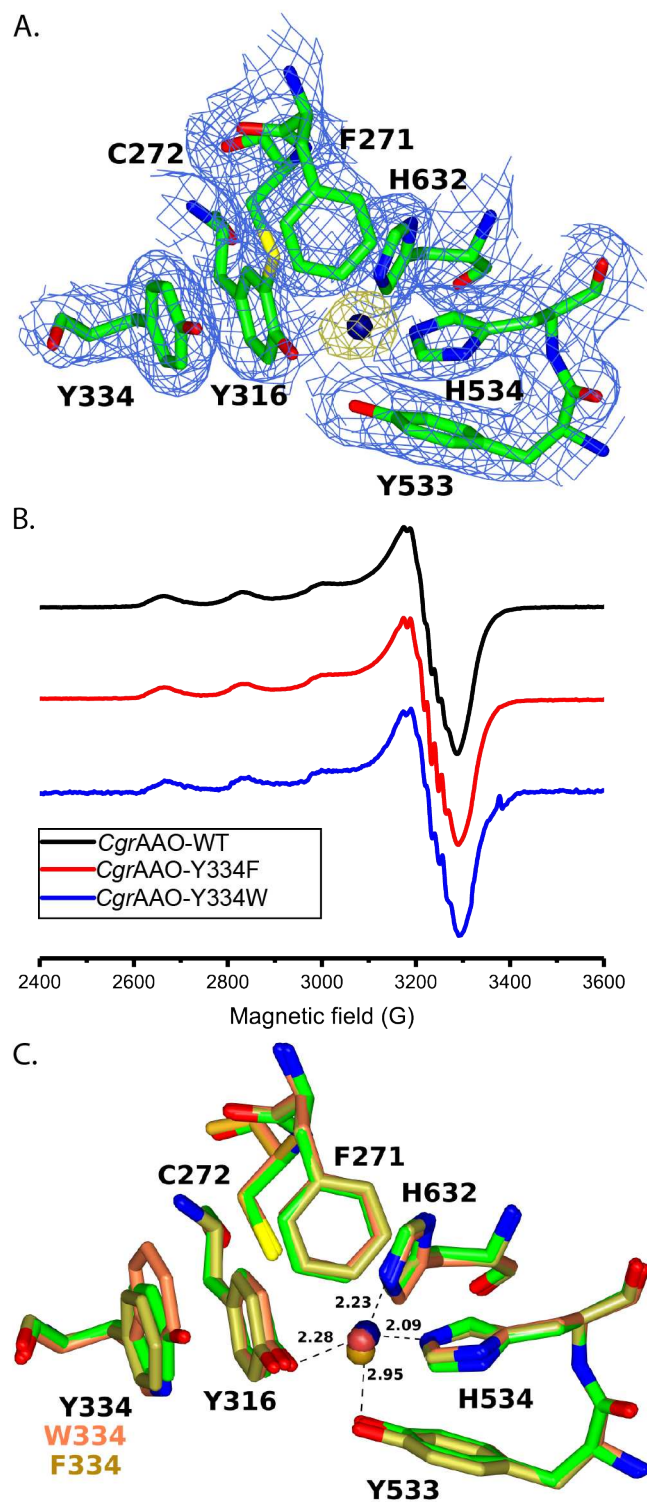 A.
F271
C272
H632
Y334
Y316
H534
Y533
B.
CgrAAO-WT
CgrAAO-Y334F
CgrAAO-Y334W
2400 2600 2800 3000 3200 3400 3600
Magnetic field (G)
C.
F271
C272
H632
2.23
2.09
2.28
2.95
Y334
Y316
H534
W334
F334
Y533